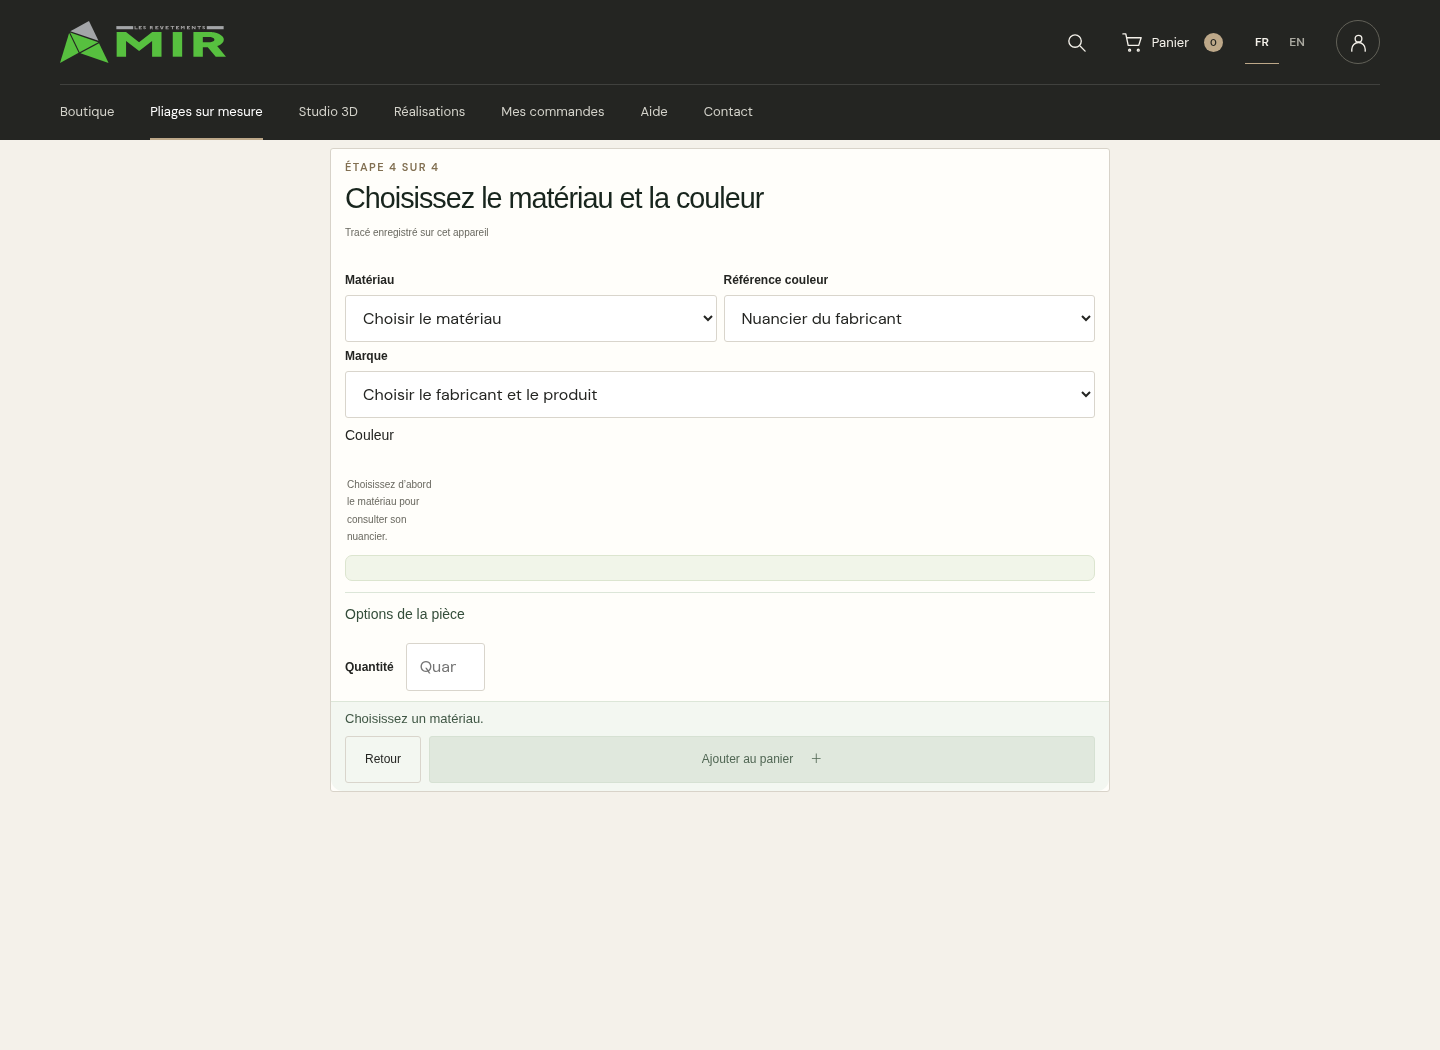 LES REVÊTEMENTS
MIR
Panier 0 FR EN
Boutique Pliages sur mesure Studio 3D Réalisations Mes commandes Aide Contact
ÉTAPE 4 SUR 4
Choisissez le matériau et la couleur
Tracé enregistré sur cet appareil
Matériau Référence couleur
Choisir le matériau Nuancier du fabricant
Marque
Choisir le fabricant et le produit
Couleur
Choisissez d'abord
le matériau pour
consulter son
nuancier.
Options de la pièce
Quantité Quar
Choisissez un matériau.
Retour Ajouter au panier +